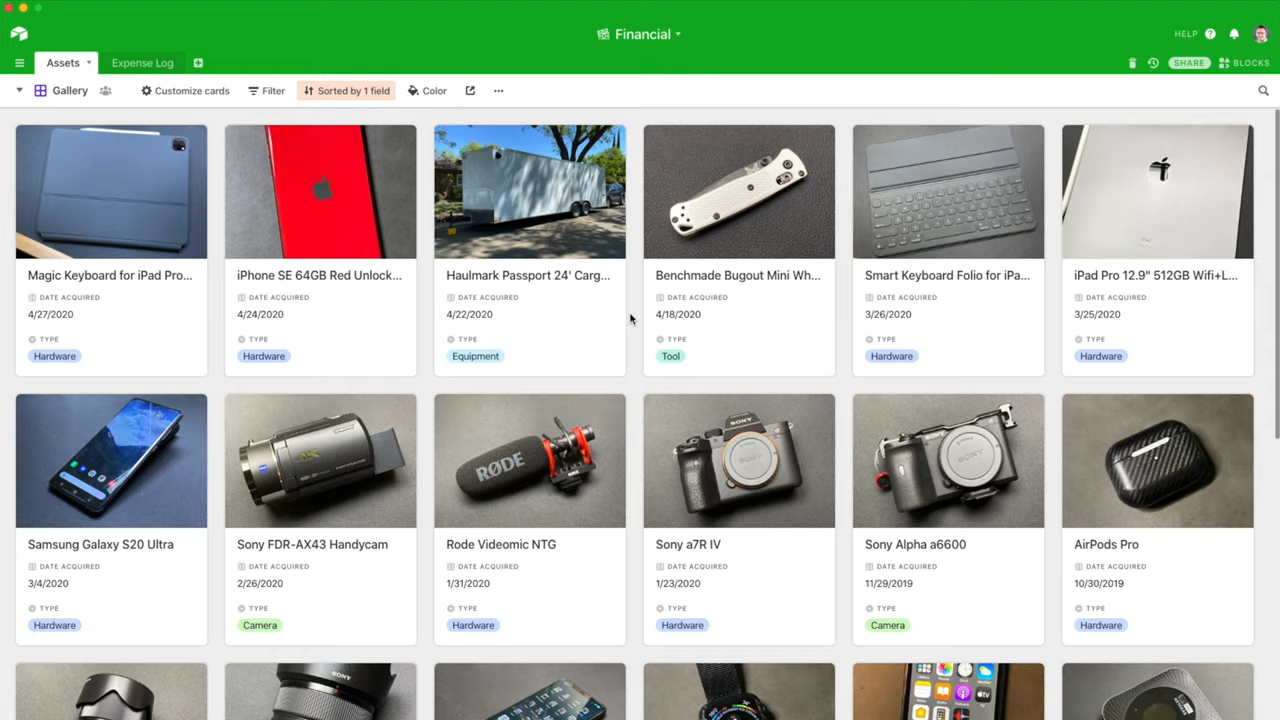 Financial
HELP
Assets
Expense Log
SHARE
BLOCKS
Gallery
Customize cards
Filter
Sorted by 1 field
Color
Magic Keyboard for iPad Pro...
DATE ACQUIRED
4/27/2020
TYPE
Hardware
iPhone SE 64GB Red Unlock...
DATE ACQUIRED
4/24/2020
TYPE
Hardware
Haulmark Passport 24' Carg...
DATE ACQUIRED
4/22/2020
TYPE
Equipment
Benchmade Bugout Mini Wh...
DATE ACQUIRED
4/18/2020
TYPE
Tool
Smart Keyboard Folio for iPa...
DATE ACQUIRED
3/26/2020
TYPE
Hardware
iPad Pro 12.9" 512GB Wifi+L...
DATE ACQUIRED
3/25/2020
TYPE
Hardware
Samsung Galaxy S20 Ultra
DATE ACQUIRED
3/4/2020
TYPE
Hardware
4K
Sony FDR-AX43 Handycam
DATE ACQUIRED
2/26/2020
TYPE
Camera
RØDE
Rode Videomic NTG
DATE ACQUIRED
1/31/2020
TYPE
Hardware
SONY
SONY
Sony a7R IV
DATE ACQUIRED
1/23/2020
TYPE
Hardware
SONY
SONY
Sony Alpha a6600
DATE ACQUIRED
11/29/2019
TYPE
Camera
AirPods Pro
DATE ACQUIRED
10/30/2019
TYPE
Hardware
SONY